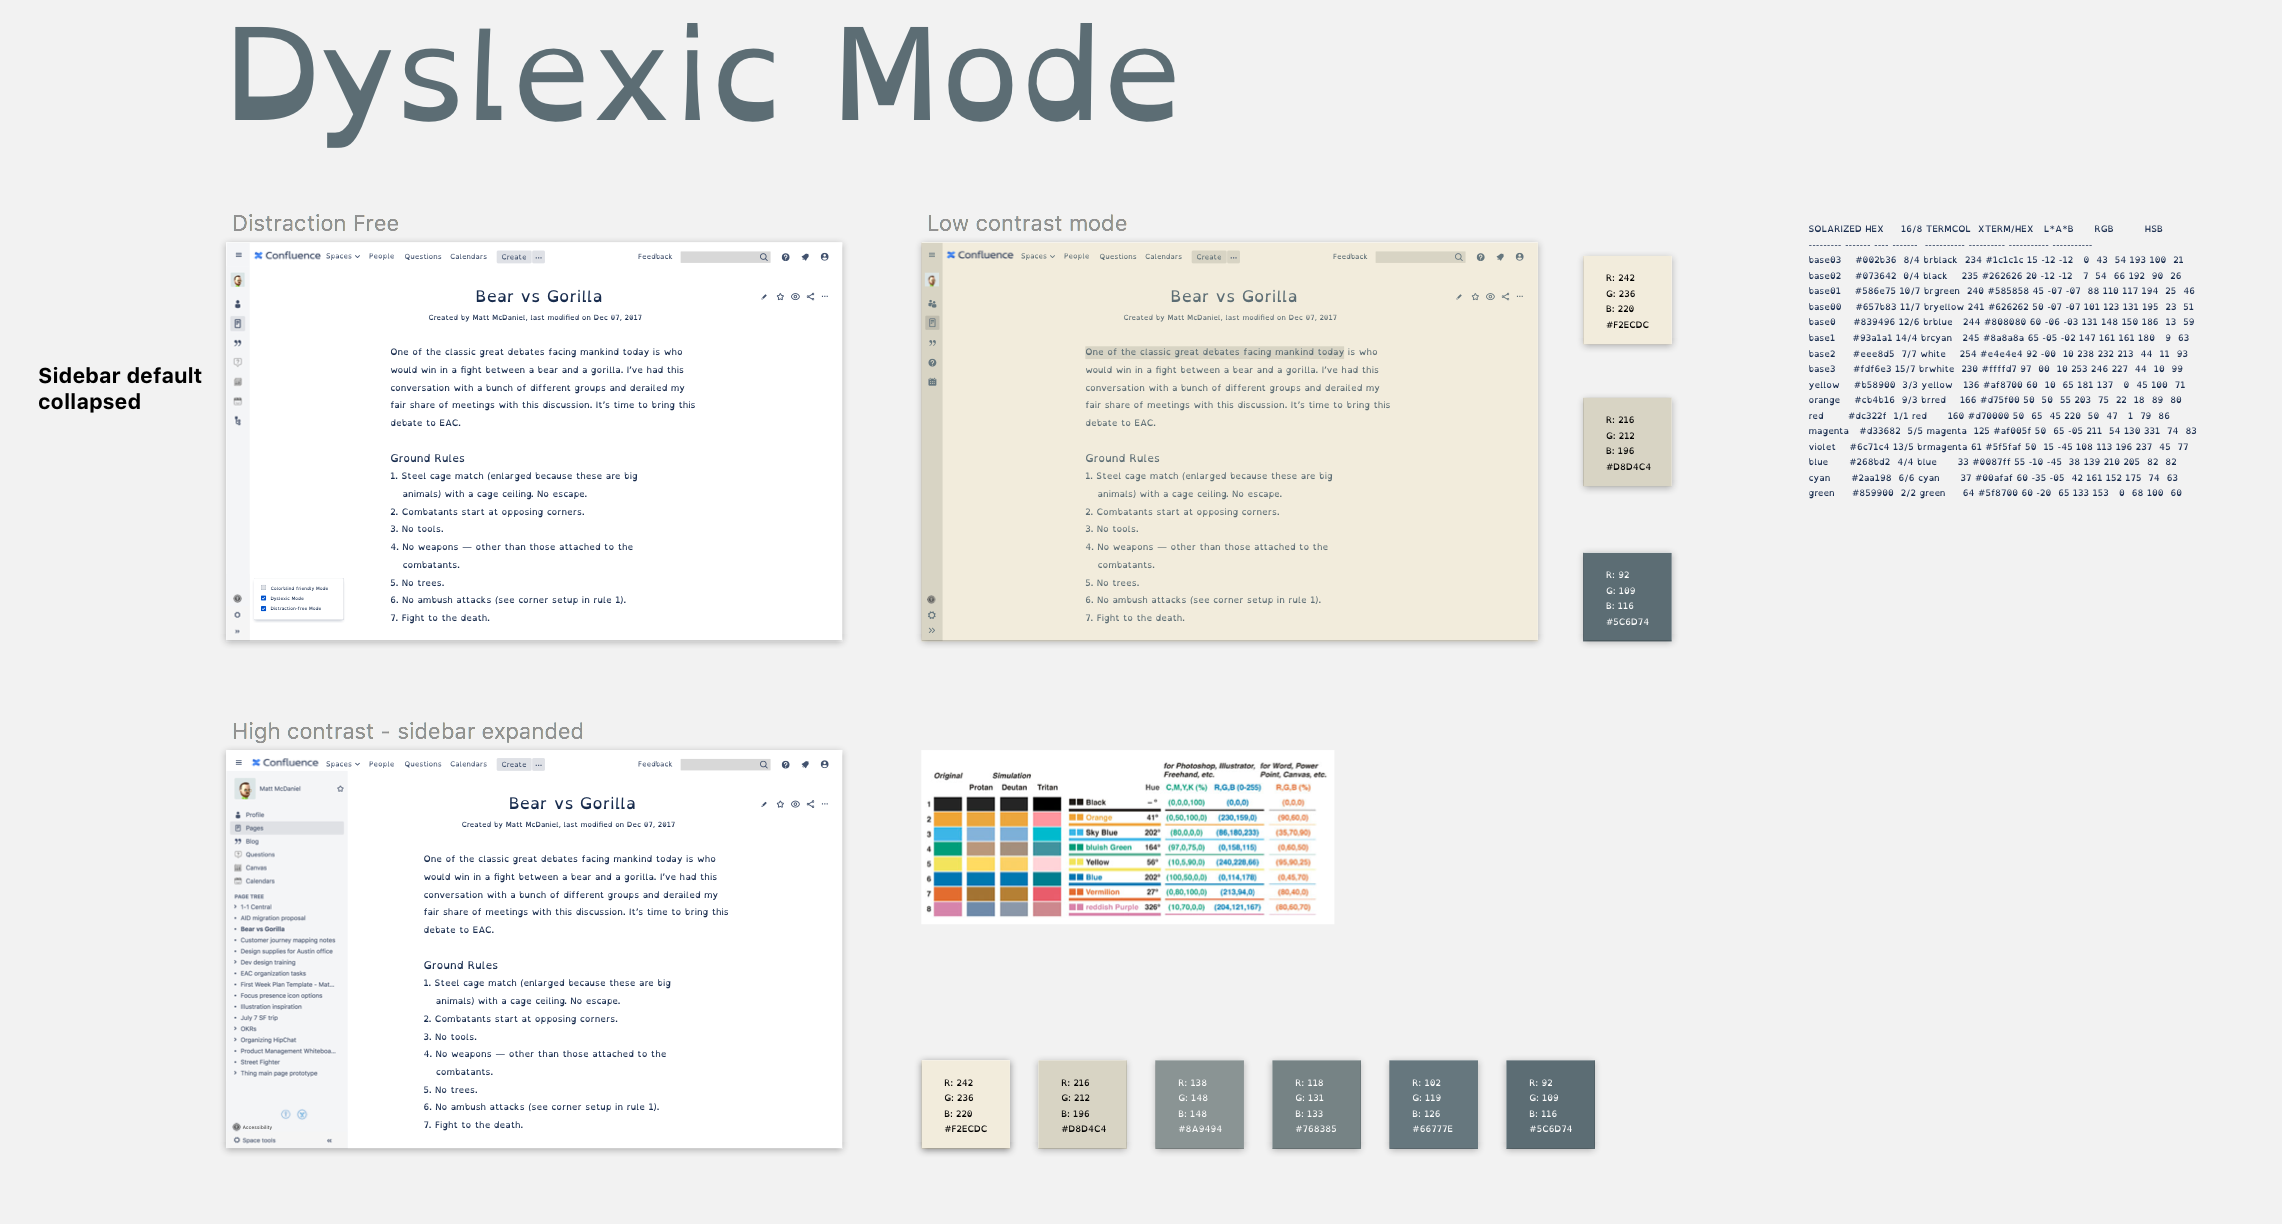 Dyslexic Mode
Sidebar default
collapsed
Distraction Free
Confluence Spaces People Questions Calendars Create ... Feedback
Bear vs Gorilla
Created by Matt McDaniel, last modified on Dec 07, 2017
One of the classic great debates facing mankind today is who
would win in a fight between a bear and a gorilla. I've had this
conversation with a bunch of different groups and derailed my
fair share of meetings with this discussion. It's time to bring this
debate to EAC.
Ground Rules
1. Steel cage match (enlarged because these are big
animals) with a cage ceiling. No escape.
2. Combatants start at opposing corners.
3. No tools.
4. No weapons — other than those attached to the
combatants.
5. No trees.
6. No ambush attacks (see corner setup in rule 1).
7. Fight to the death.
Colorblind friendly Mode
Dyslexic Mode
Distraction-free Mode
Low contrast mode
Confluence Spaces People Questions Calendars Create ... Feedback
Bear vs Gorilla
Created by Matt McDaniel, last modified on Dec 07, 2017
One of the classic great debates facing mankind today is who
would win in a fight between a bear and a gorilla. I've had this
conversation with a bunch of different groups and derailed my
fair share of meetings with this discussion. It's time to bring this
debate to EAC.
Ground Rules
1. Steel cage match (enlarged because these are big
animals) with a cage ceiling. No escape.
2. Combatants start at opposing corners.
3. No tools.
4. No weapons — other than those attached to the
combatants.
5. No trees.
6. No ambush attacks (see corner setup in rule 1).
7. Fight to the death.
R: 242
G: 236
B: 220
#F2ECDC
R: 216
G: 212
B: 196
#D8D4C4
R: 92
G: 109
B: 116
#5C6D74
SOLARIZED HEX 16/8 TERMCOL XTERM/HEX L*A*B RGB HSB
--------- ------- ---- ------- ----------- ---------- ----------- -----------
base03 #002b36 8/4 brblack 234 #1c1c1c 15 -12 -12 0 43 54 193 100 21
base02 #073642 0/4 black 235 #262626 20 -12 -12 7 54 66 192 90 26
base01 #586e75 10/7 brgreen 240 #585858 45 -07 -07 88 110 117 194 25 46
base00 #657b83 11/7 bryellow 241 #626262 50 -07 -07 101 123 131 195 23 51
base0 #839496 12/6 brblue 244 #808080 60 -06 -03 131 148 150 186 13 59
base1 #93a1a1 14/4 brcyan 245 #8a8a8a 65 -05 -02 147 161 161 180 9 63
base2 #eee8d5 7/7 white 254 #e4e4e4 92 -00 10 238 232 213 44 11 93
base3 #fdf6e3 15/7 brwhite 230 #ffffd7 97 00 10 253 246 227 44 10 99
yellow #b58900 3/3 yellow 136 #af8700 60 10 65 181 137 0 45 100 71
orange #cb4b16 9/3 brred 166 #d75f00 50 50 55 203 75 22 18 89 80
red #dc322f 1/1 red 160 #d70000 50 65 45 220 50 47 1 79 86
magenta #d33682 5/5 magenta 125 #af005f 50 65 -05 211 54 130 331 74 83
violet #6c71c4 13/5 brmagenta 61 #5f5faf 50 15 -45 108 113 196 237 45 77
blue #268bd2 4/4 blue 33 #0087ff 55 -10 -45 38 139 210 205 82 82
cyan #2aa198 6/6 cyan 37 #00afaf 60 -35 -05 42 161 152 175 74 63
green #859900 2/2 green 64 #5f8700 60 -20 65 133 153 0 68 100 60
High contrast - sidebar expanded
Confluence Spaces People Questions Calendars Create ... Feedback
Matt McDaniel
Profile
Pages
Blog
Questions
Canvas
Calendars
PAGE TREE
1-1 Central
AID migration proposal
Bear vs Gorilla
Customer journey mapping notes
Design supplies for Austin office
Dev design training
EAC organization tasks
First Week Plan Template - Mat...
Focus presence icon options
Illustration inspiration
July 7 SF trip
OKRs
Organizing HipChat
Product Management Whiteboa...
Street Fighter
Thing main page prototype
Accessibility
Space tools
Bear vs Gorilla
Created by Matt McDaniel, last modified on Dec 07, 2017
One of the classic great debates facing mankind today is who
would win in a fight between a bear and a gorilla. I've had this
conversation with a bunch of different groups and derailed my
fair share of meetings with this discussion. It's time to bring this
debate to EAC.
Ground Rules
1. Steel cage match (enlarged because these are big
animals) with a cage ceiling. No escape.
2. Combatants start at opposing corners.
3. No tools.
4. No weapons — other than those attached to the
combatants.
5. No trees.
6. No ambush attacks (see corner setup in rule 1).
7. Fight to the death.
for Photoshop, Illustrator, for Word, Power
Freehand, etc. Point, Canvas, etc.
Original Simulation
Protan Deutan Tritan Hue C,M,Y,K (%) R,G,B (0-255) R,G,B (%)
1 Black -° (0,0,0,100) (0,0,0) (0,0,0)
2 Orange 41° (0,50,100,0) (230,159,0) (90,60,0)
3 Sky Blue 202° (80,0,0,0) (86,180,233) (35,70,90)
4 bluish Green 164° (97,0,75,0) (0,158,115) (0,60,50)
5 Yellow 56° (10,5,90,0) (240,228,66) (95,90,25)
6 Blue 202° (100,50,0,0) (0,114,178) (0,45,70)
7 Vermilion 27° (0,80,100,0) (213,94,0) (80,40,0)
8 reddish Purple 326° (10,70,0,0) (204,121,167) (80,60,70)
R: 242
G: 236
B: 220
#F2ECDC
R: 216
G: 212
B: 196
#D8D4C4
R: 138
G: 148
B: 148
#8A9494
R: 118
G: 131
B: 133
#768385
R: 102
G: 119
B: 126
#66777E
R: 92
G: 109
B: 116
#5C6D74